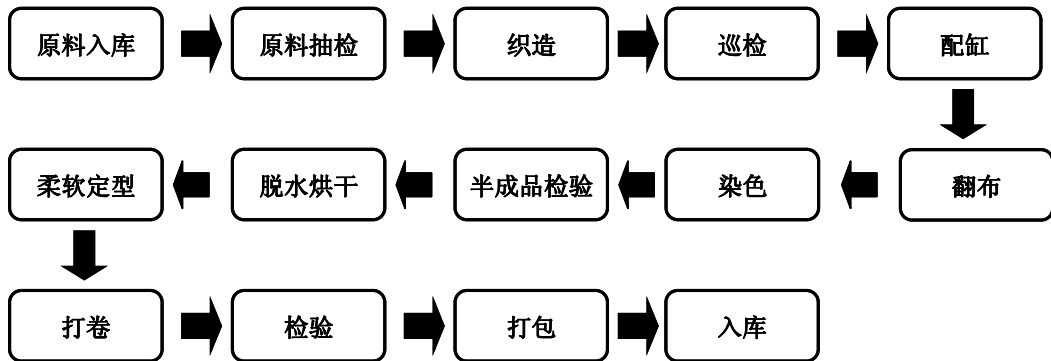 原料入库
原料抽检
织造
巡检
配缸
翻布
染色
半成品检验
脱水烘干
柔软定型
打卷
检验
打包
入库